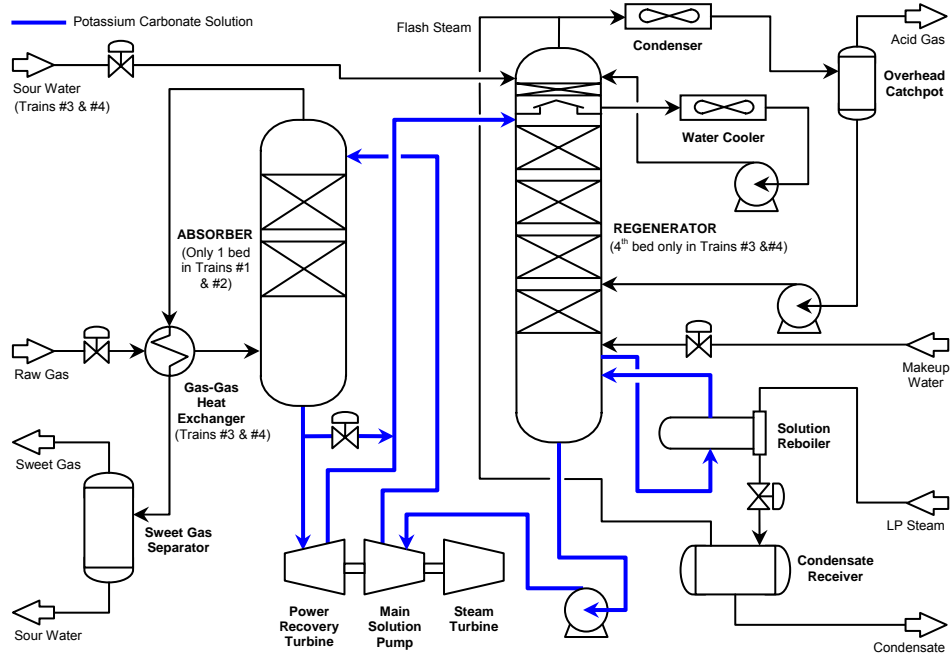 Potassium Carbonate Solution
Flash Steam
Condenser
Acid Gas
Overhead
Catchpot
Sour Water
(Trains #3 & #4)
Water Cooler
ABSORBER
(Only 1 bed
in Trains #1
& #2)
REGENERATOR
(4th bed only in Trains #3 &#4)
Raw Gas
Gas-Gas
Heat
Exchanger
(Trains #3 & #4)
Makeup
Water
Solution
Reboiler
Sweet Gas
LP Steam
Sweet Gas
Separator
Condensate
Receiver
Sour Water
Power
Recovery
Turbine
Main
Solution
Pump
Steam
Turbine
Condensate